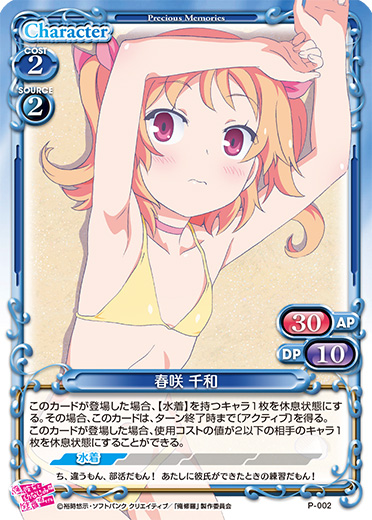 Precious Memories
Character
COST
2
SOURCE
2
30 AP
DP 10
春咲 千和
このカードが登場した場合、【水着】を持つキャラ1枚を休息状態にす
る。その場合、このカードは、ターン終了時まで〔アクティブ〕を得る。
このカードが登場した場合、使用コストの値が2以下の相手のキャラ1
枚を休息状態にすることができる。
水着
ち、違うもん、部活だもん! あたしに彼氏ができたときの練習だもん!
©裕時悠示・ソフトバンク クリエイティブ/「俺修羅」製作委員会
P-002